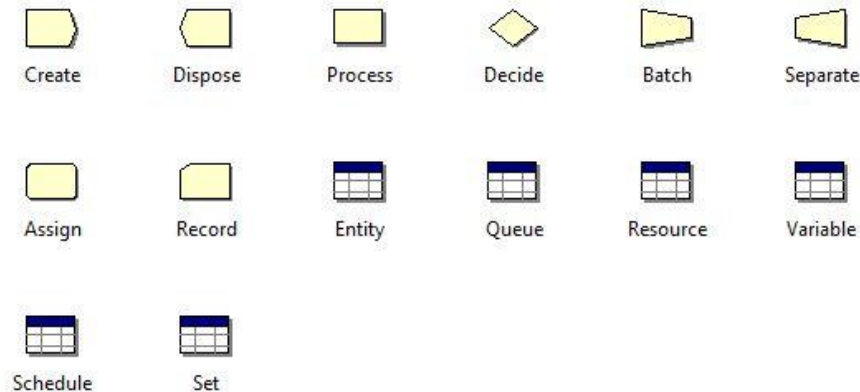 Create Dispose Process Decide Batch Separate
Assign Record Entity Queue Resource Variable
Schedule Set